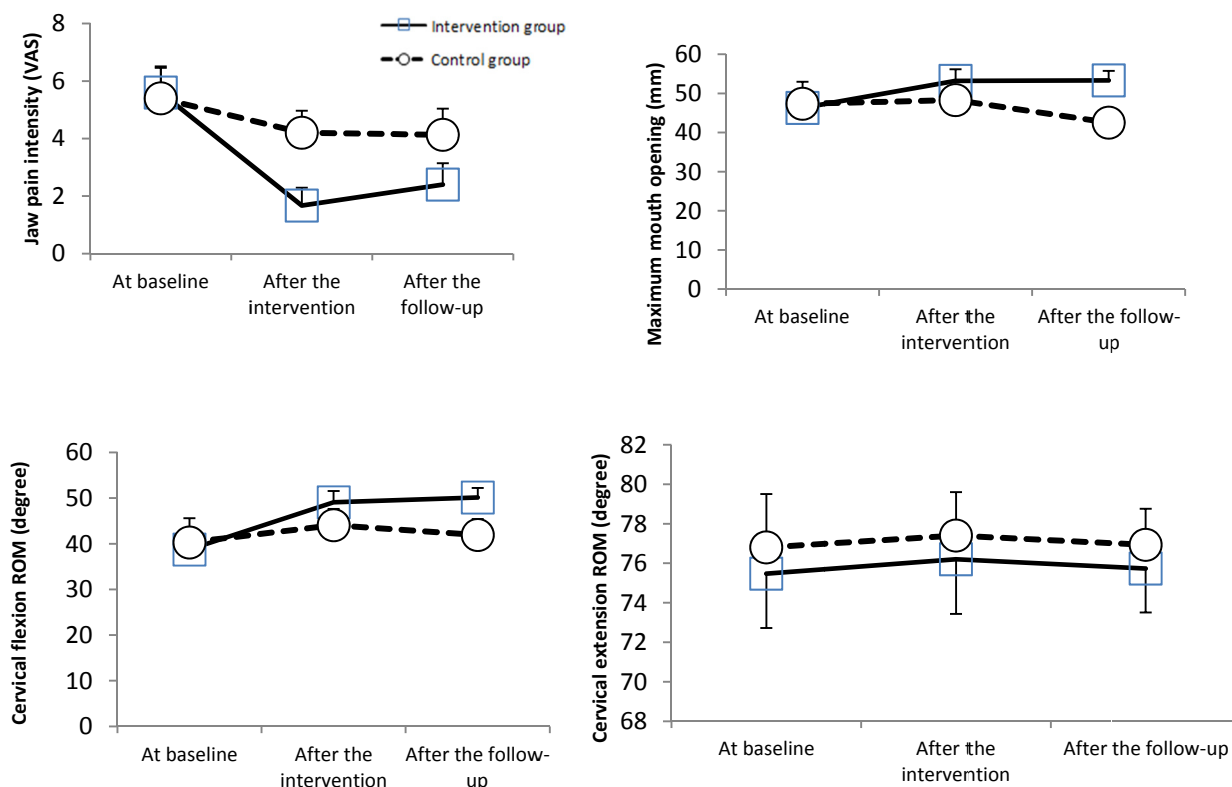 Jaw pain intensity (VAS)
8
6
4
2
0
Intervention group
Control group
At baseline
After the
intervention
After the
follow-up
Maximum mouth opening (mm)
60
50
40
30
20
10
0
At baseline
After the
intervention
After the follow-
up
Cervical flexion ROM (degree)
60
50
40
30
20
10
0
At baseline
After the
intervention
After the follow-
up
Cervical extension ROM (degree)
82
80
78
76
74
72
70
68
At baseline
After the
intervention
After the follow-up